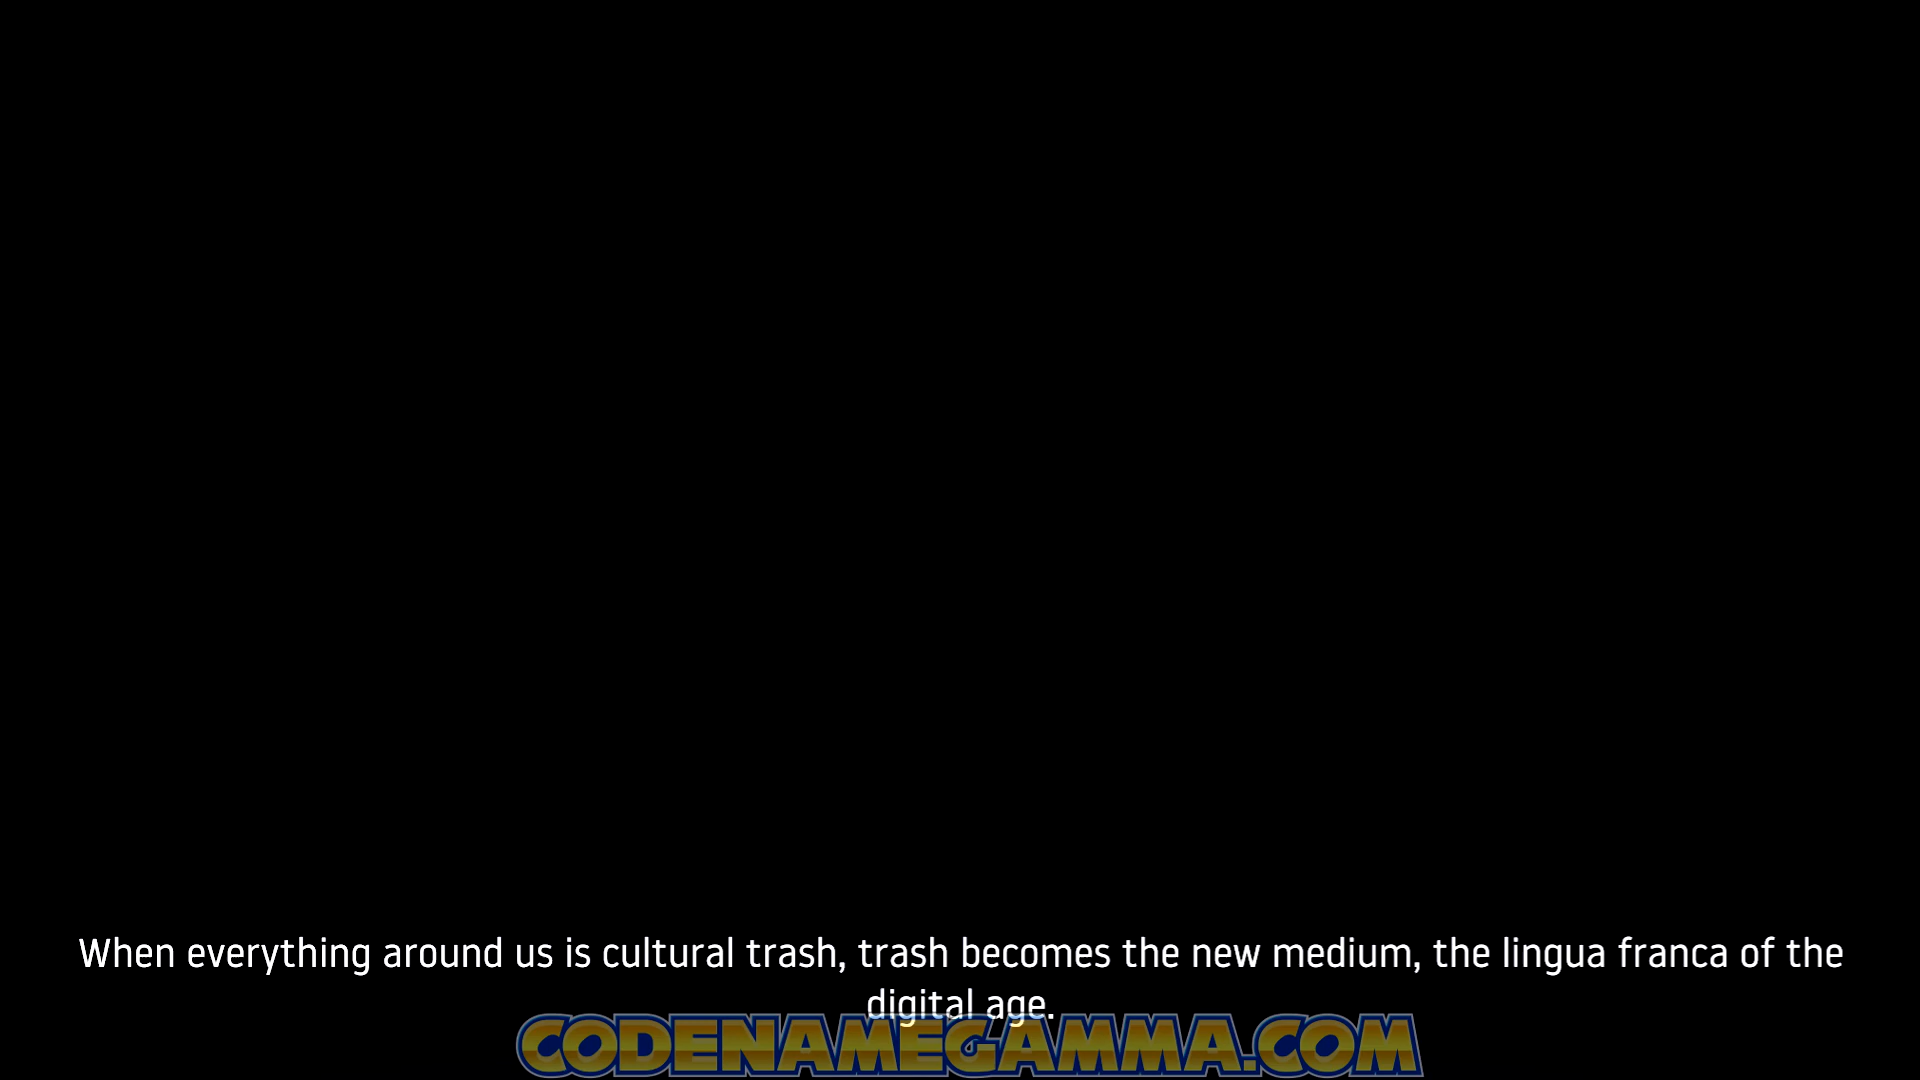 When everything around us is cultural trash, trash becomes the new medium, the lingua franca of the
digital age.
CODENAMEGAMMA.COM